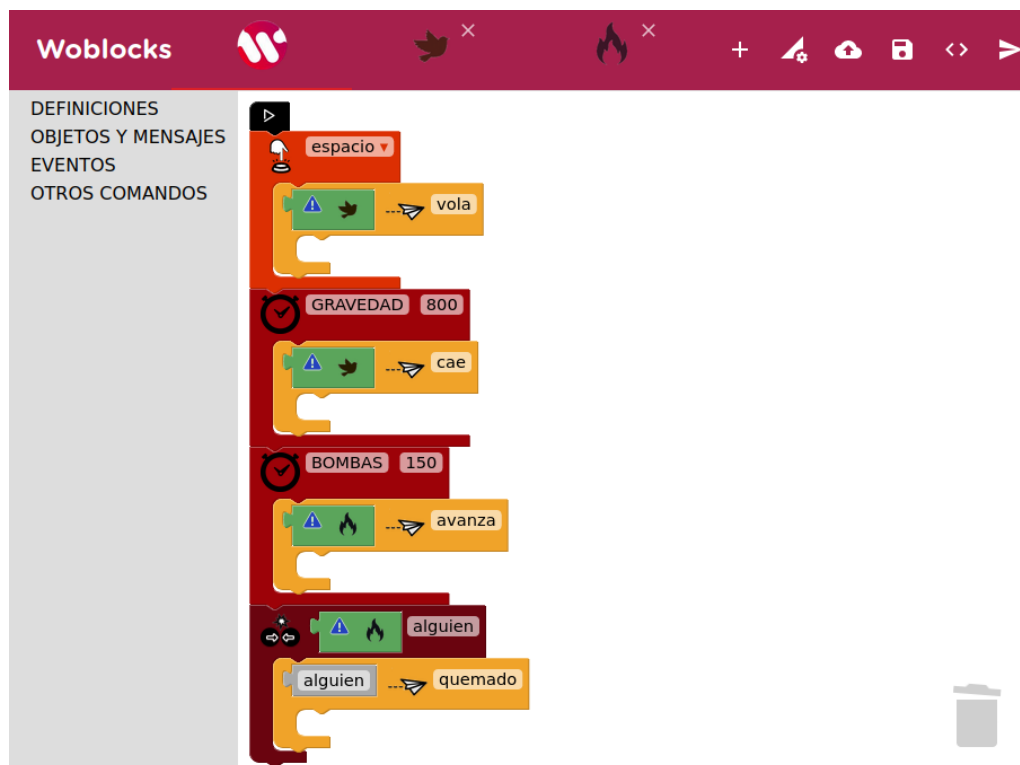 Woblocks
DEFINICIONES
OBJETOS Y MENSAJES
EVENTOS
OTROS COMANDOS
espacio
vola
GRAVEDAD 800
cae
BOMBAS 150
avanza
alguien
alguien quemado